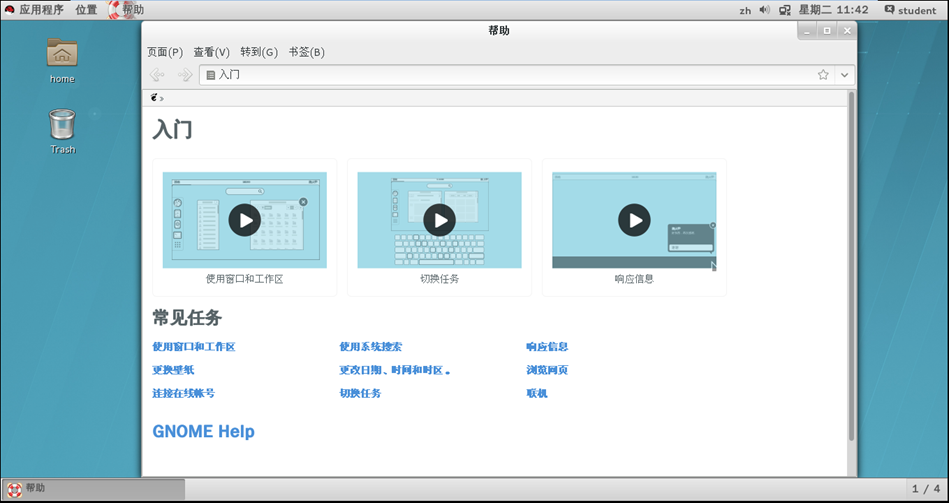 应用程序 位置 帮助 zh 星期二 11:42 student
帮助
home
Trash
页面(P) 查看(V) 转到(G) 书签(B)
入门
入门
使用窗口和工作区 切换任务 响应信息
常见任务
使用窗口和工作区 使用系统搜索 响应信息
更换壁纸 更改日期、时间和时区。 浏览网页
连接在线帐号 切换任务 联机
GNOME Help
帮助 1 / 4